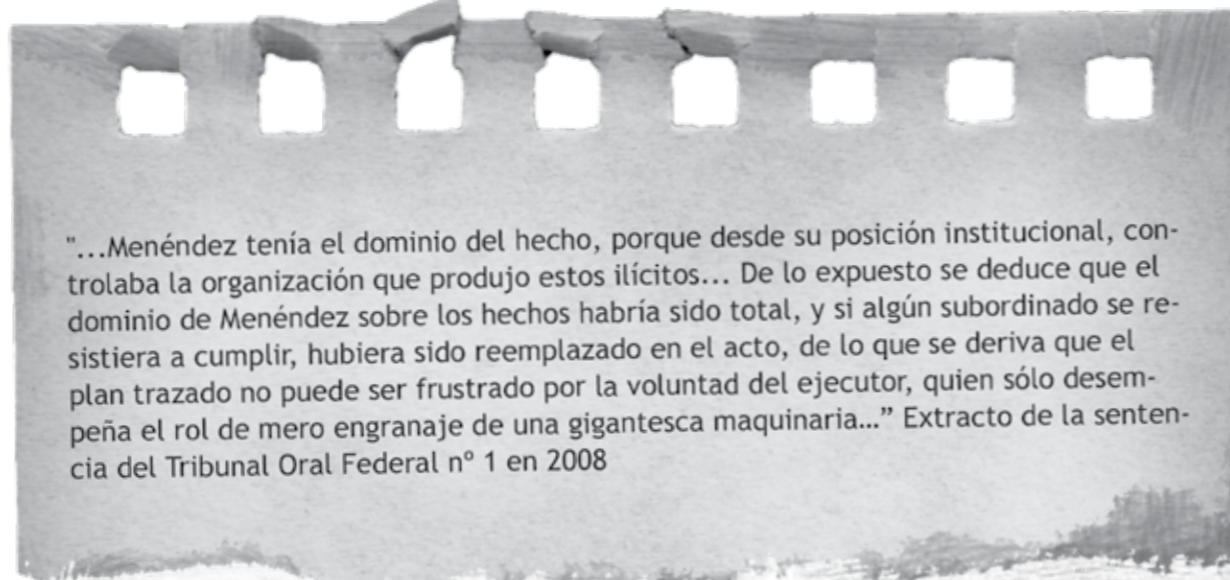 "...Menéndez tenía el dominio del hecho, porque desde su posición institucional, con-
trolaba la organización que produjo estos ilícitos... De lo expuesto se deduce que el
dominio de Menéndez sobre los hechos habría sido total, y si algún subordinado se re-
sistiera a cumplir, hubiera sido reemplazado en el acto, de lo que se deriva que el
plan trazado no puede ser frustrado por la voluntad del ejecutor, quien sólo desem-
peña el rol de mero engranaje de una gigantesca maquinaria...” Extracto de la senten-
cia del Tribunal Oral Federal nº 1 en 2008